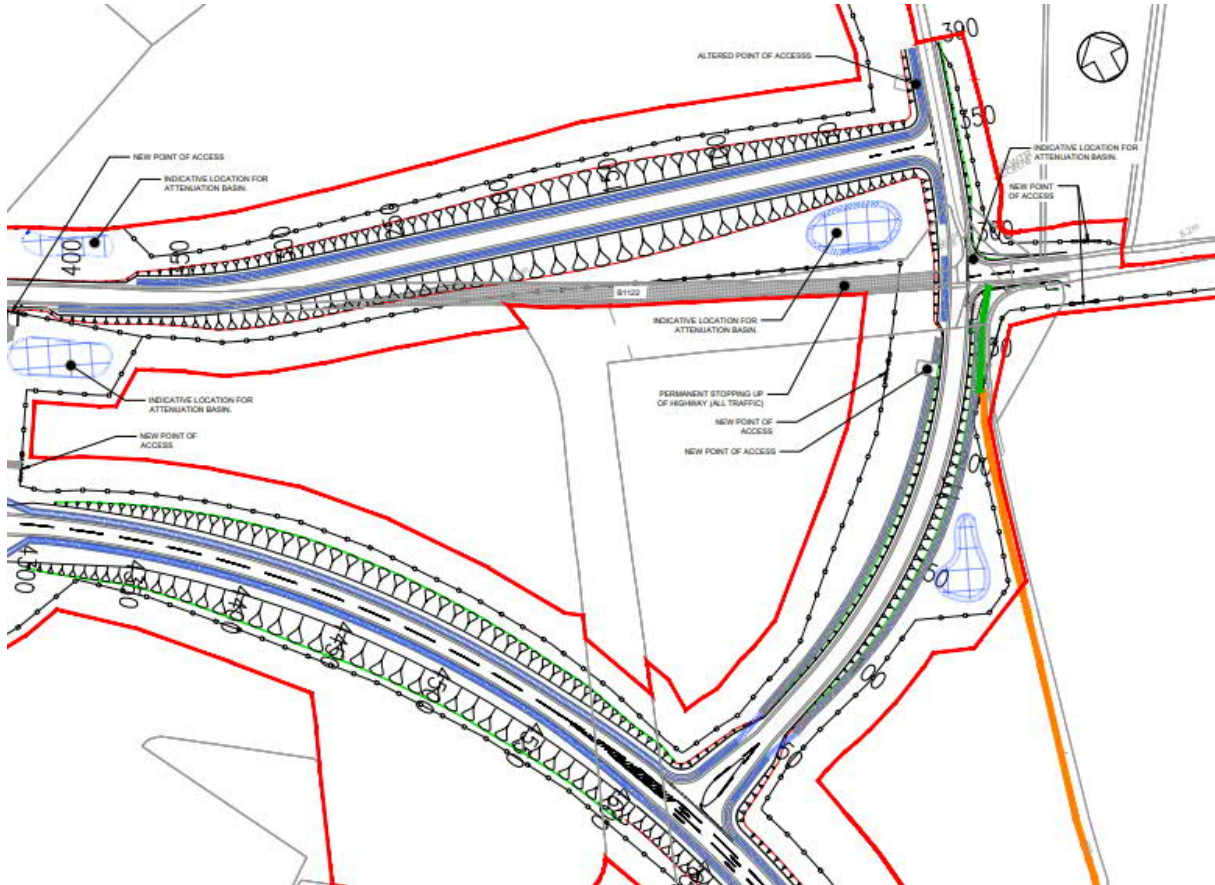 390
ALTERED POINT OF ACCESSS
350
NEW POINT OF ACCESS
INDICATIVE LOCATION FOR
ATTENUATION BASIN.
INDICATIVE LOCATION FOR
ATTENUATION BASIN.
NEW POINT
OF ACCESS
150
200
400
B1122
INDICATIVE LOCATION FOR
ATTENUATION BASIN.
PERMANENT STOPPING UP
OF HIGHWAY (ALL TRAFFIC)
NEW POINT OF
ACCESS
NEW POINT OF ACCESS
INDICATIVE LOCATION FOR
ATTENUATION BASIN.
NEW POINT OF
ACCESS